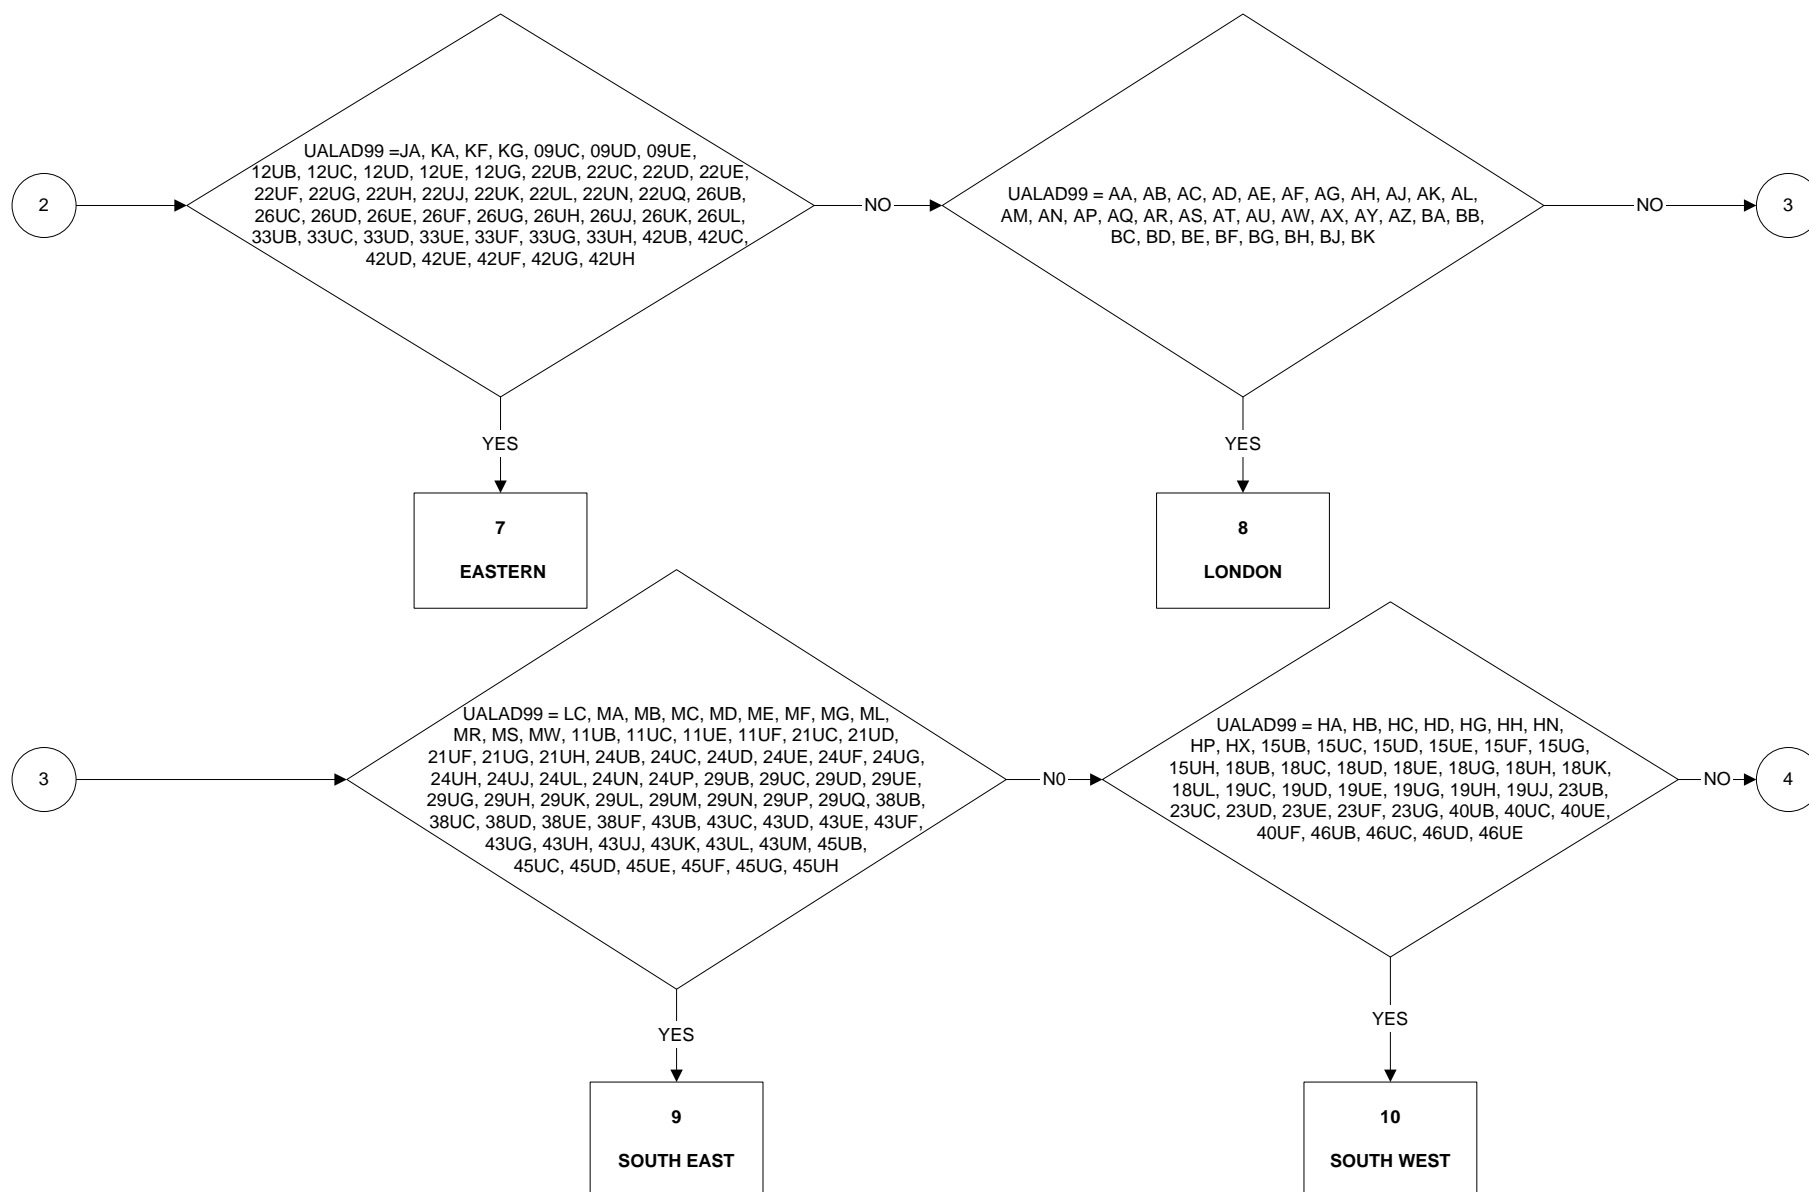 2
UALAD99 =JA, KA, KF, KG, 09UC, 09UD, 09UE,
12UB, 12UC, 12UD, 12UE, 12UG, 22UB, 22UC, 22UD, 22UE,
22UF, 22UG, 22UH, 22UJ, 22UK, 22UL, 22UN, 22UQ, 26UB,
26UC, 26UD, 26UE, 26UF, 26UG, 26UH, 26UJ, 26UK, 26UL,
33UB, 33UC, 33UD, 33UE, 33UF, 33UG, 33UH, 42UB, 42UC,
42UD, 42UE, 42UF, 42UG, 42UH
NO
UALAD99 = AA, AB, AC, AD, AE, AF, AG, AH, AJ, AK, AL,
AM, AN, AP, AQ, AR, AS, AT, AU, AW, AX, AY, AZ, BA, BB,
BC, BD, BE, BF, BG, BH, BJ, BK
NO
3
YES
YES
7
EASTERN
8
LONDON
3
UALAD99 = LC, MA, MB, MC, MD, ME, MF, MG, ML,
MR, MS, MW, 11UB, 11UC, 11UE, 11UF, 21UC, 21UD,
21UF, 21UG, 21UH, 24UB, 24UC, 24UD, 24UE, 24UF, 24UG,
24UH, 24UJ, 24UL, 24UN, 24UP, 29UB, 29UC, 29UD, 29UE,
29UG, 29UH, 29UK, 29UL, 29UM, 29UN, 29UP, 29UQ, 38UB,
38UC, 38UD, 38UE, 38UF, 43UB, 43UC, 43UD, 43UE, 43UF,
43UG, 43UH, 43UJ, 43UK, 43UL, 43UM, 45UB,
45UC, 45UD, 45UE, 45UF, 45UG, 45UH
N0
UALAD99 = HA, HB, HC, HD, HG, HH, HN,
HP, HX, 15UB, 15UC, 15UD, 15UE, 15UF, 15UG,
15UH, 18UB, 18UC, 18UD, 18UE, 18UG, 18UH, 18UK,
18UL, 19UC, 19UD, 19UE, 19UG, 19UH, 19UJ, 23UB,
23UC, 23UD, 23UE, 23UF, 23UG, 40UB, 40UC, 40UE,
40UF, 46UB, 46UC, 46UD, 46UE
NO
4
YES
YES
9
SOUTH EAST
10
SOUTH WEST